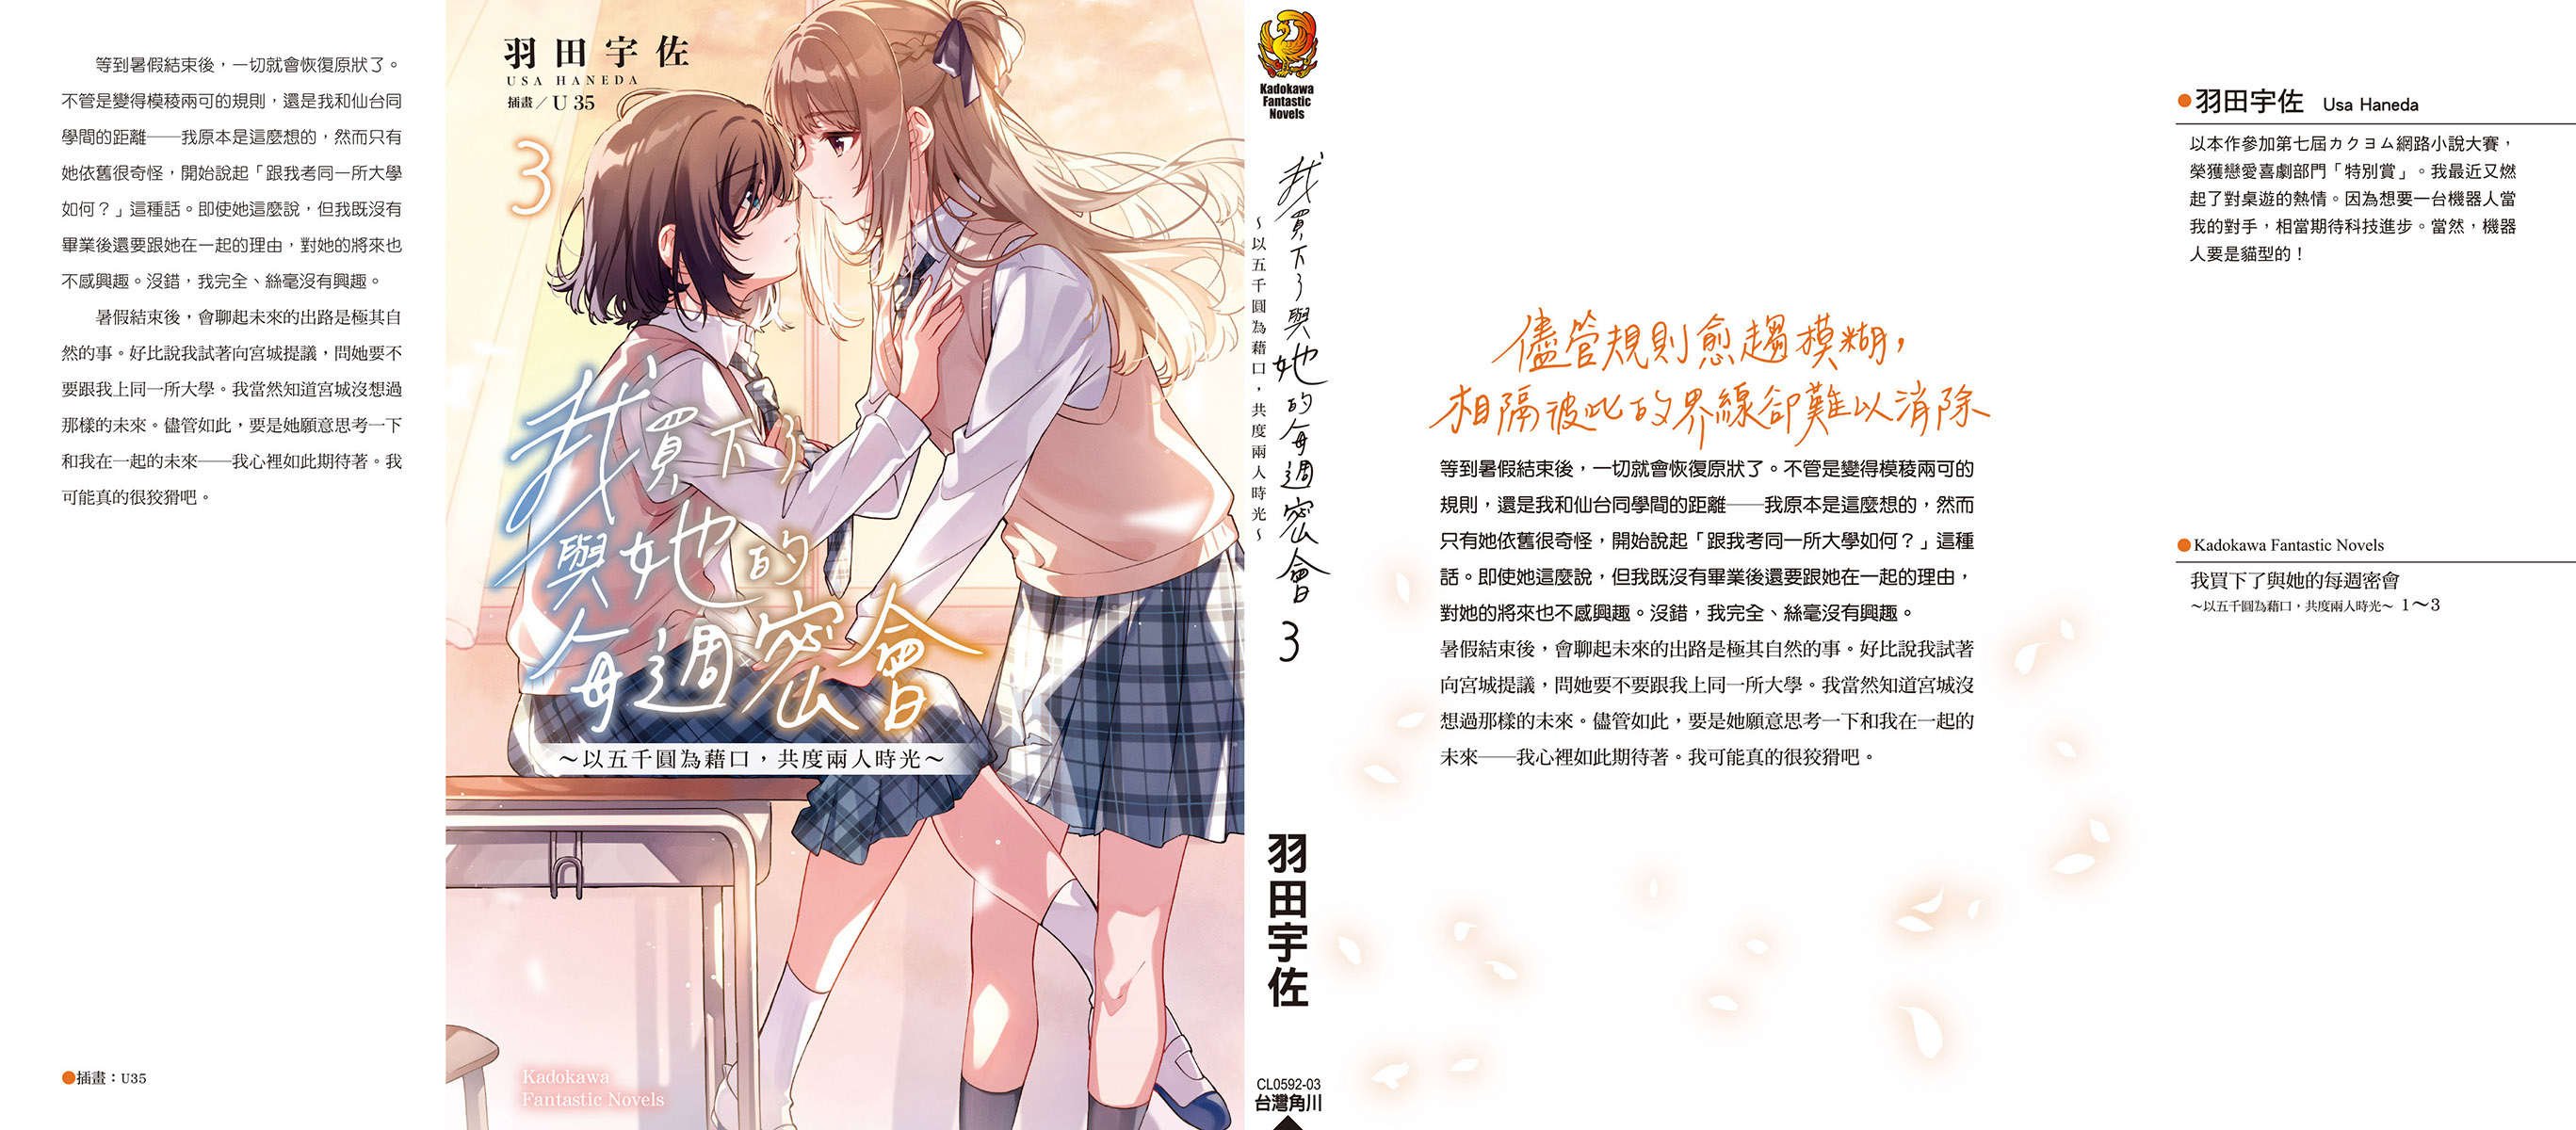 等到暑假結束後，一切就會恢復原狀了。
不管是變得模稜兩可的規則，還是我和仙台同
學間的距離——我原本是這麼想的，然而只有
她依舊很奇怪，開始說起「跟我考同一所大學
如何？」這種話。即使她這麼說，但我既沒有
畢業後還要跟她在一起的理由，對她的將來也
不感興趣。沒錯，我完全、絲毫沒有興趣。
暑假結束後，會聊起未來的出路是極其自
然的事。好比說我試著向宮城提議，問她要不
要跟我上同一所大學。我當然知道宮城沒想過
那樣的未來。儘管如此，要是她願意思考一下
和我在一起的未來——我心裡如此期待著。我
可能真的很狡猾吧。
●插畫：U35
羽田宇佐
USA HANEDA
插畫／U35
3
我買下了
與她的
每週密會
～以五千圓為藉口，共度兩人時光～
Kadokawa
Fantastic Novels
Kadokawa
Fantastic
Novels
我買下了與她的每週密會 3
～以五千圓為藉口，共度兩人時光～
羽田宇佐
CL0592-03
台灣角川
儘管規則愈趨模糊，
相隔彼此的界線卻難以消除
等到暑假結束後，一切就會恢復原狀了。不管是變得模稜兩可的
規則，還是我和仙台同學間的距離——我原本是這麼想的，然而
只有她依舊很奇怪，開始說起「跟我考同一所大學如何？」這種
話。即使她這麼說，但我既沒有畢業後還要跟她在一起的理由，
對她的將來也不感興趣。沒錯，我完全、絲毫沒有興趣。
暑假結束後，會聊起未來的出路是極其自然的事。好比說我試著
向宮城提議，問她要不要跟我上同一所大學。我當然知道宮城沒
想過那樣的未來。儘管如此，要是她願意思考一下和我在一起的
未來——我心裡如此期待著。我可能真的很狡猾吧。
●羽田宇佐 Usa Haneda
以本作參加第七屆カクヨム網路小說大賽，
榮獲戀愛喜劇部門「特別賞」。我最近又燃
起了對桌遊的熱情。因為想要一台機器人當
我的對手，相當期待科技進步。當然，機器
人要是貓型的！
●Kadokawa Fantastic Novels
我買下了與她的每週密會
～以五千圓為藉口，共度兩人時光～ 1～3